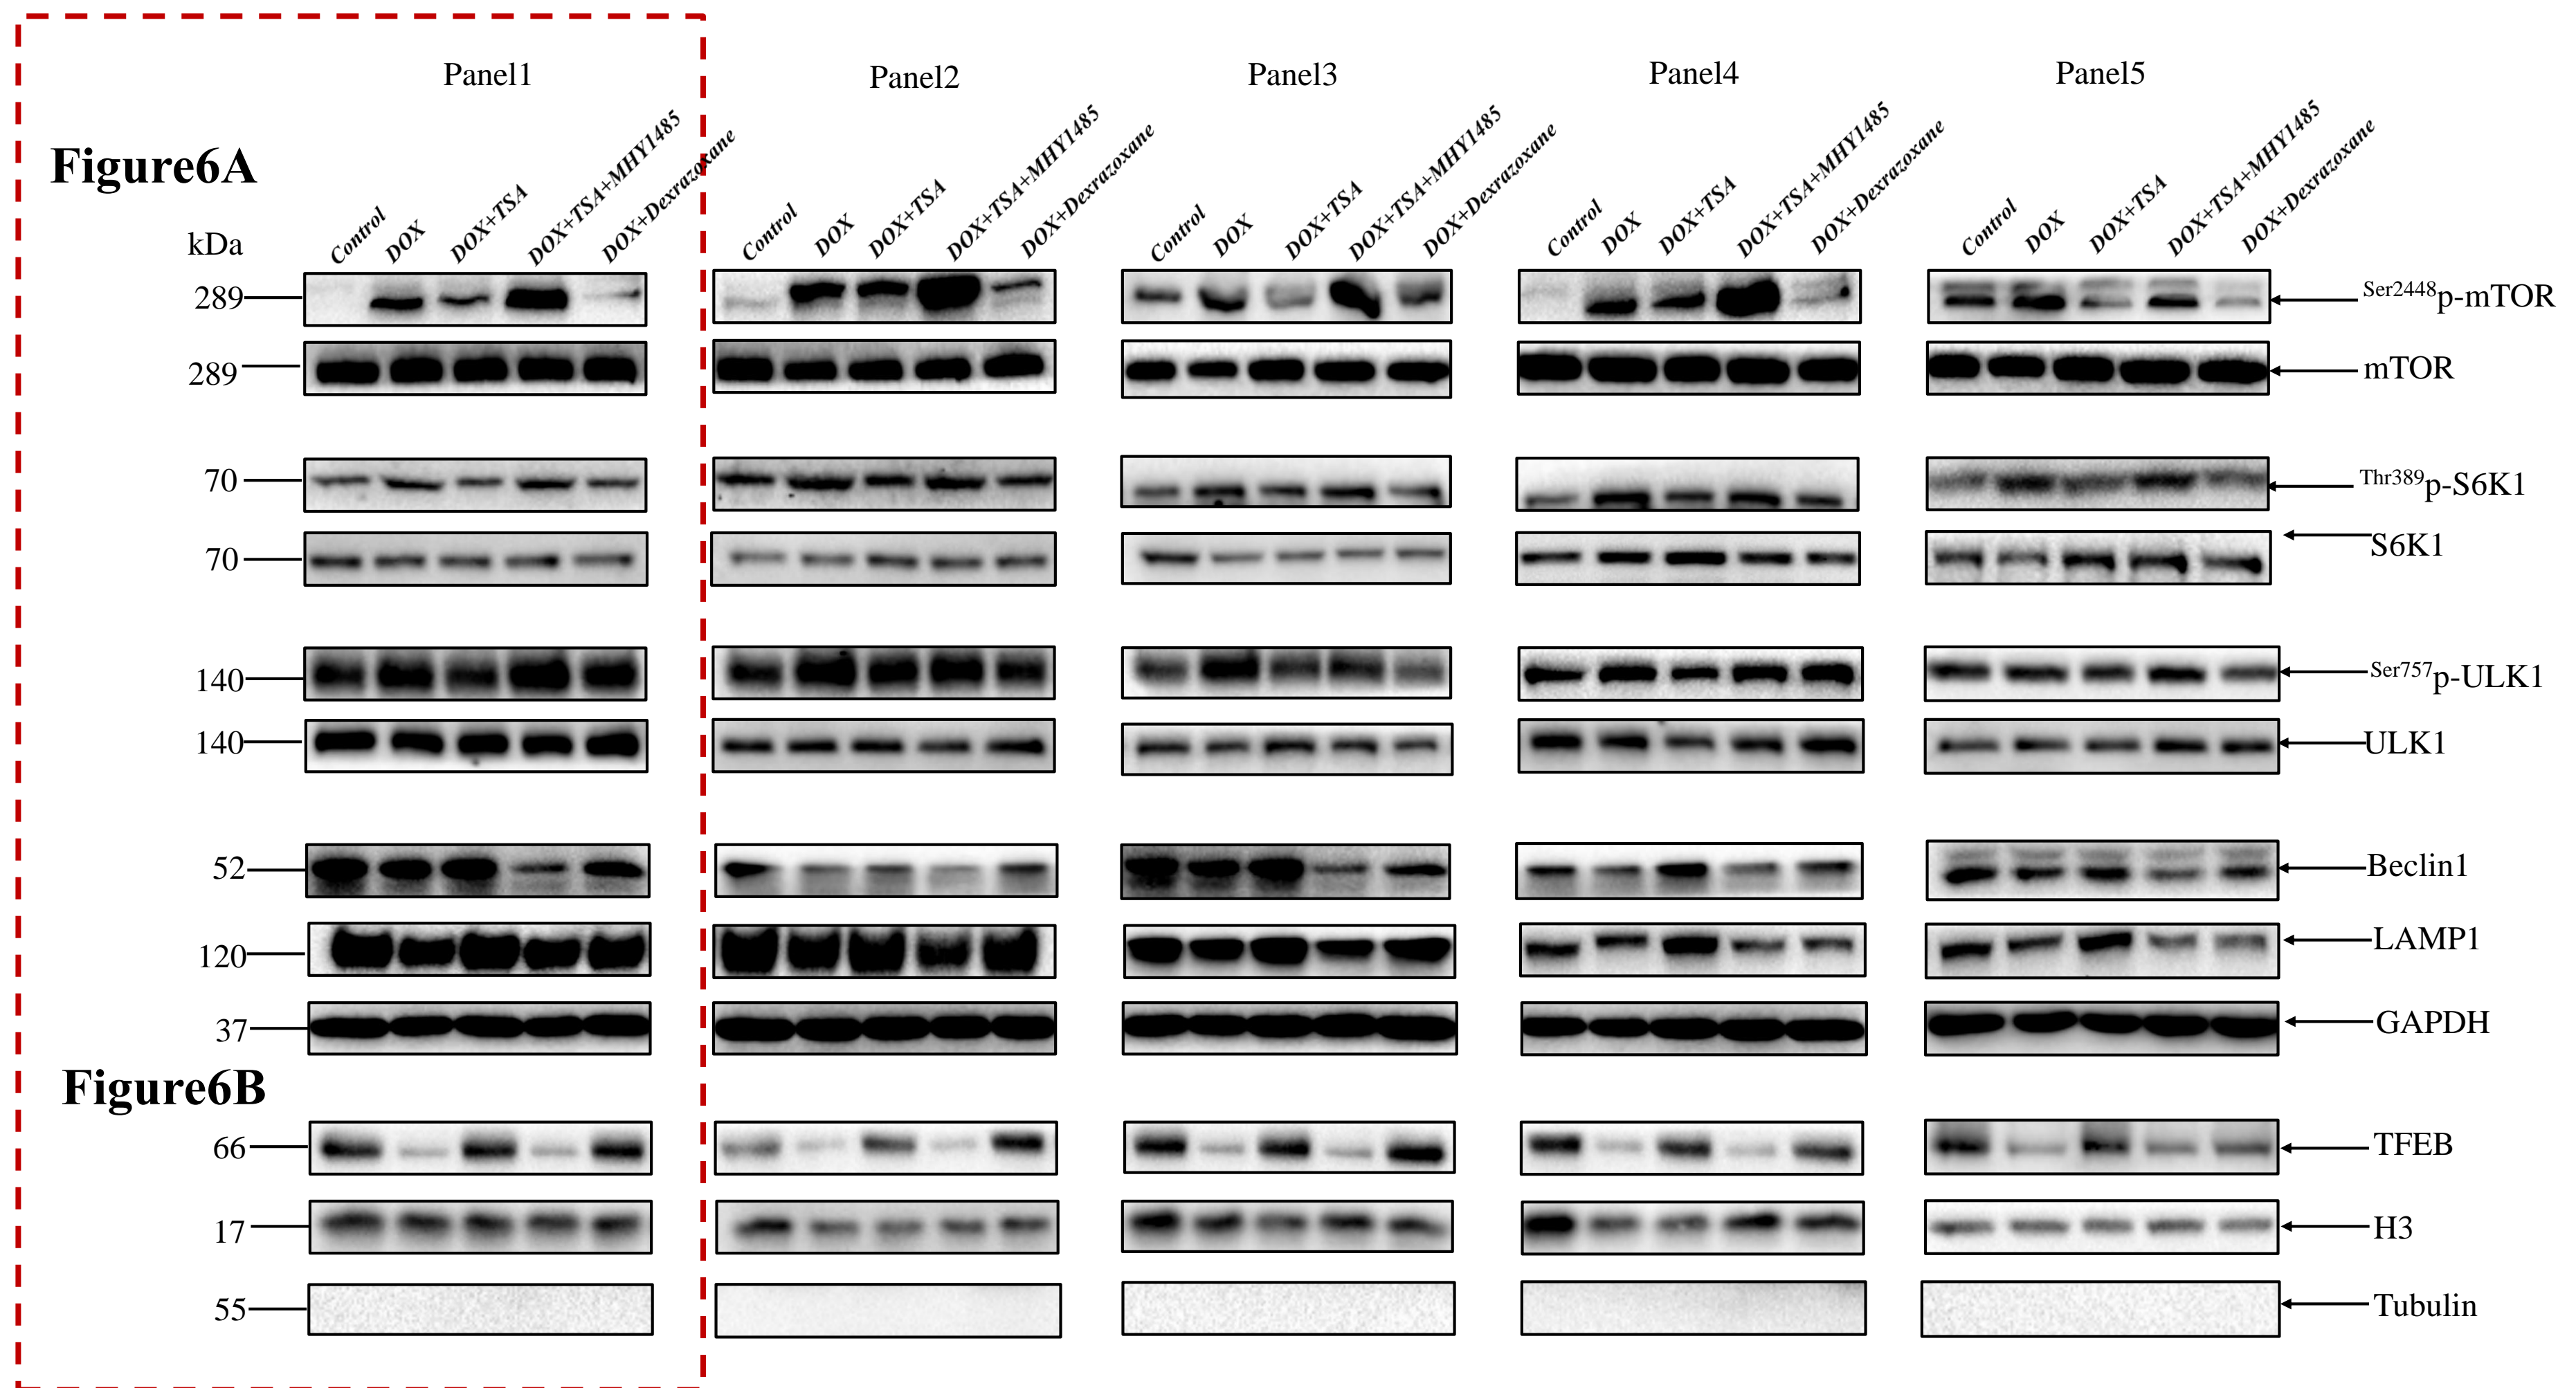 Panel1 Panel2 Panel3 Panel4 Panel5
Figure6A
Control DOX DOX+TSA DOX+TSA+MHY1485 DOX+Dexrazoxane Control DOX DOX+TSA DOX+TSA+MHY1485 DOX+Dexrazoxane Control DOX DOX+TSA DOX+TSA+MHY1485 DOX+Dexrazoxane Control DOX DOX+TSA DOX+TSA+MHY1485 DOX+Dexrazoxane Control DOX DOX+TSA DOX+TSA+MHY1485 DOX+Dexrazoxane
kDa
289 Ser2448p-mTOR
289 mTOR
70 Thr389p-S6K1
70 S6K1
140 Ser757p-ULK1
140 ULK1
52 Beclin1
120 LAMP1
37 GAPDH
Figure6B
66 TFEB
17 H3
55 Tubulin